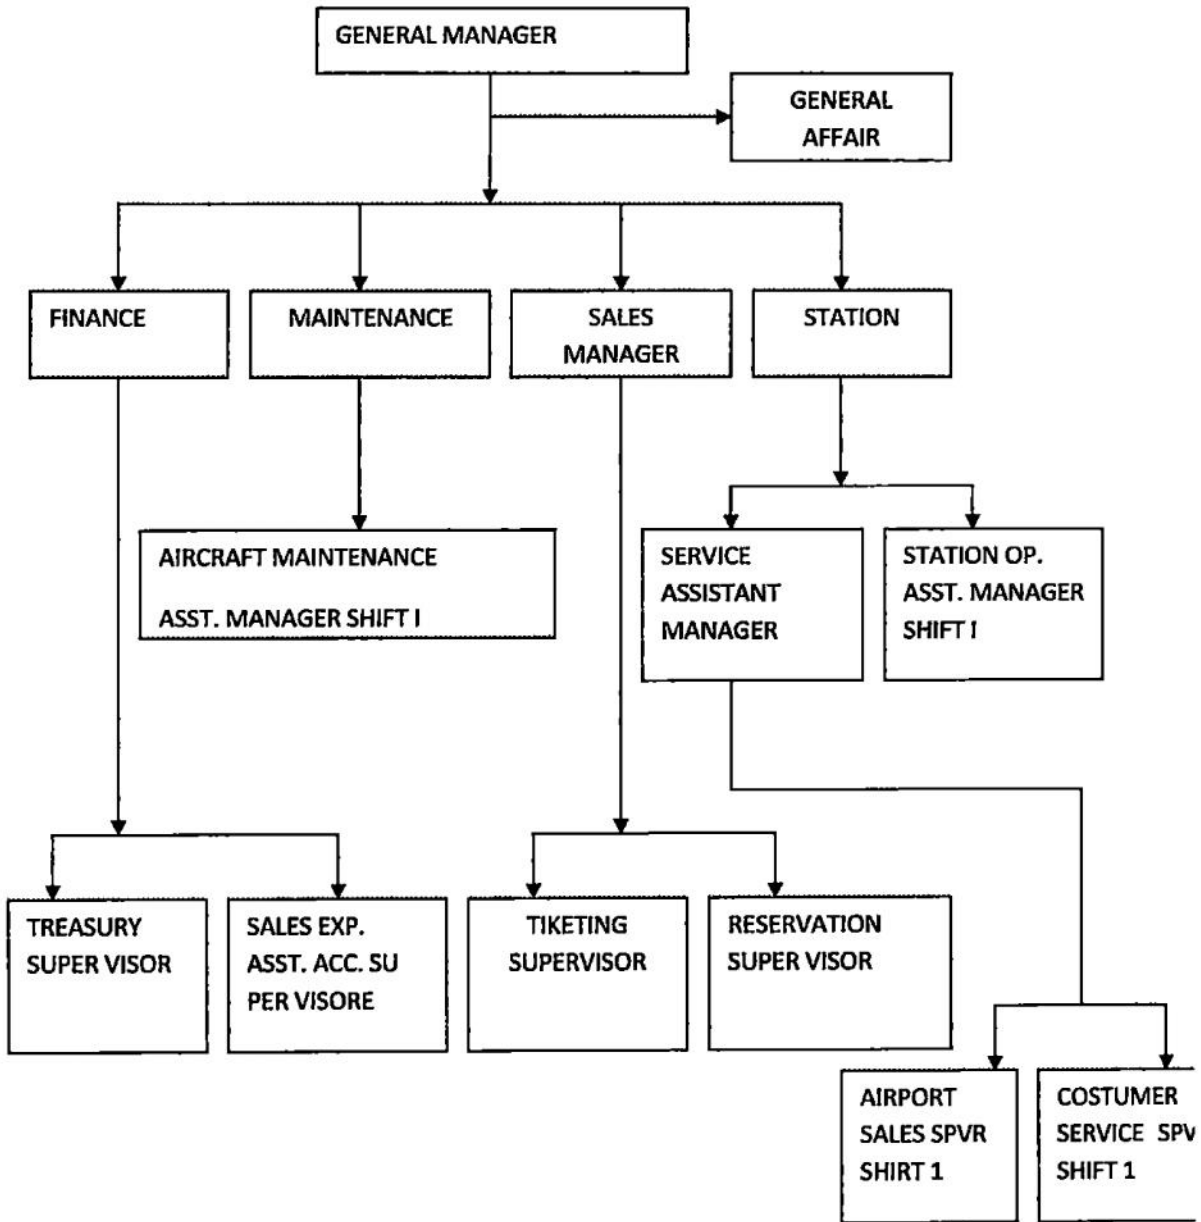 GENERAL MANAGER
GENERAL
AFFAIR
FINANCE
MAINTENANCE
SALES
MANAGER
STATION
AIRCRAFT MAINTENANCE
ASST. MANAGER SHIFT I
SERVICE
ASSISTANT
MANAGER
STATION OP.
ASST. MANAGER
SHIFT I
TREASURY
SUPER VISOR
SALES EXP.
ASST. ACC. SU
PER VISORE
TIKETING
SUPERVISOR
RESERVATION
SUPER VISOR
AIRPORT
SALES SPVR
SHIRT 1
COSTUMER
SERVICE SPV
SHIFT 1